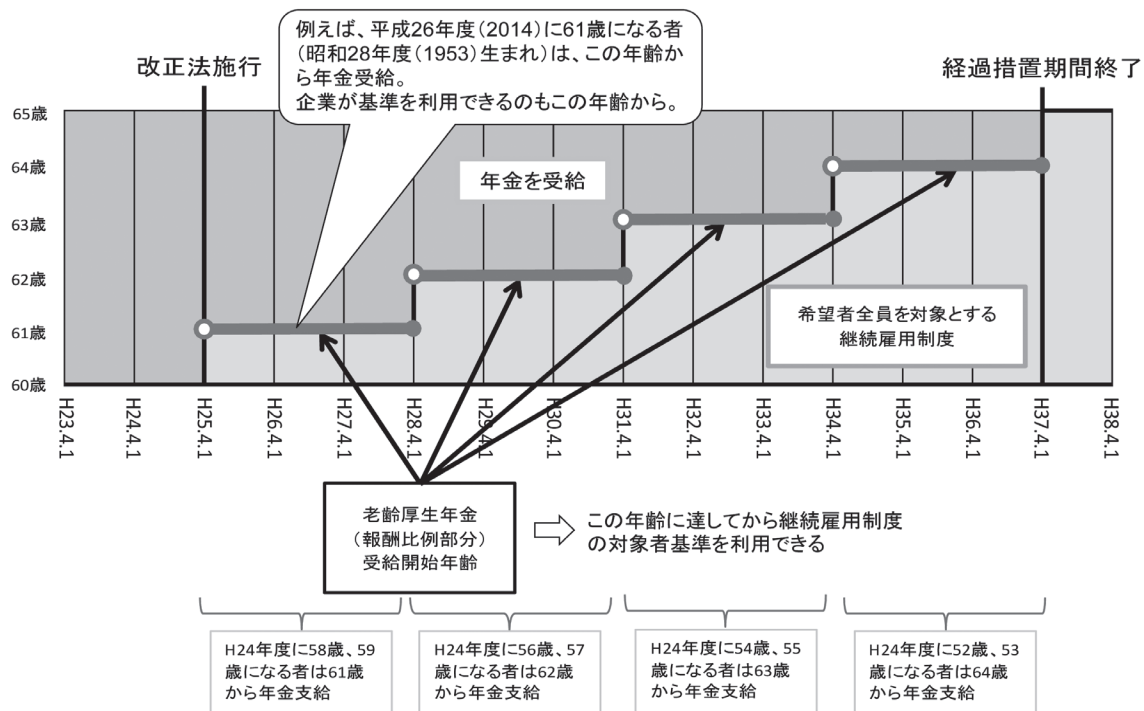 例えば、平成26年度(2014)に61歳になる者
(昭和28年度(1953)生まれ)は、この年齢か
ら年金受給。
企業が基準を利用できるのもこの年齢から。
改正法施行
経過措置期間終了
65歳
64歳
63歳
62歳
61歳
60歳
年金を受給
希望者全員を対象とする
継続雇用制度
H23.4.1
H24.4.1
H25.4.1
H26.4.1
H27.4.1
H28.4.1
H29.4.1
H30.4.1
H31.4.1
H32.4.1
H33.4.1
H34.4.1
H35.4.1
H36.4.1
H37.4.1
H38.4.1
老齢厚生年金
(報酬比例部分)
受給開始年齢
この年齢に達してから継続雇用制度
の対象者基準を利用できる
H24年度に58歳、59
歳になる者は61歳
から年金支給
H24年度に56歳、57
歳になる者は62歳
から年金支給
H24年度に54歳、55
歳になる者は63歳
から年金支給
H24年度に52歳、53
歳になる者は64歳
から年金支給